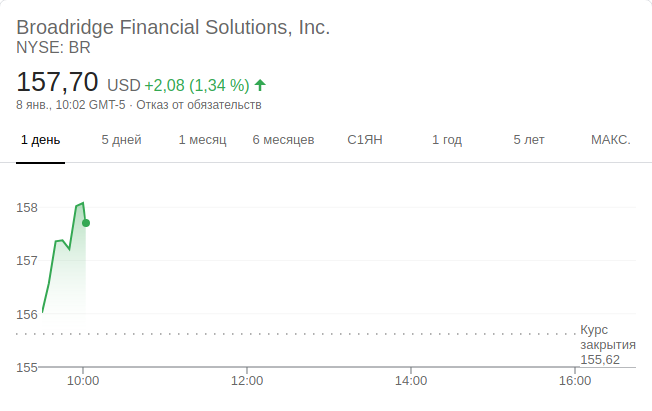 Broadridge Financial Solutions, Inc.
NYSE: BR
157,70 USD +2,08 (1,34 %)
8 янв., 10:02 GMT-5 · Отказ от обязательств
1 день 5 дней 1 месяц 6 месяцев С1ЯН 1 год 5 лет МАКС.
158
157
156
155
Курс
закрытия
155,62
10:00 12:00 14:00 16:00